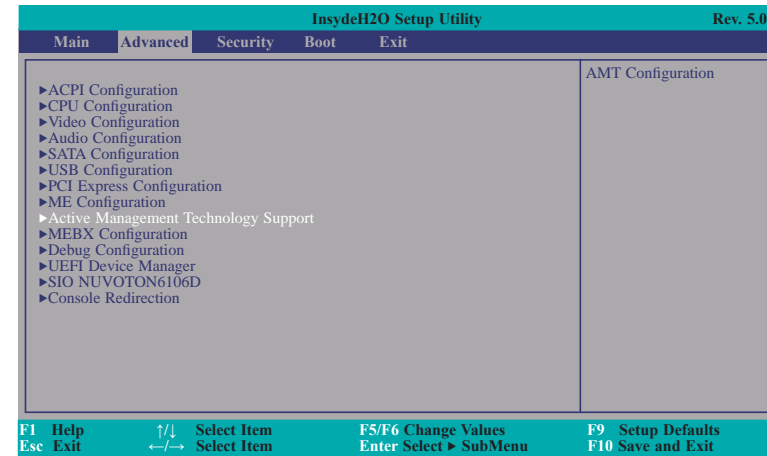 InsydeH2O Setup Utility Rev. 5.0
Main Advanced Security Boot Exit
AMT Configuration
►ACPI Configuration
►CPU Configuration
►Video Configuration
►Audio Configuration
►SATA Configuration
►USB Configuration
►PCI Express Configuration
►ME Configuration
►Active Management Technology Support
►MEBX Configuration
►Debug Configuration
►UEFI Device Manager
►SIO NUVOTON6106D
►Console Redirection
F1 Help ↑/↓ Select Item F5/F6 Change Values F9 Setup Defaults
Esc Exit ←/→ Select Item Enter Select ► SubMenu F10 Save and Exit